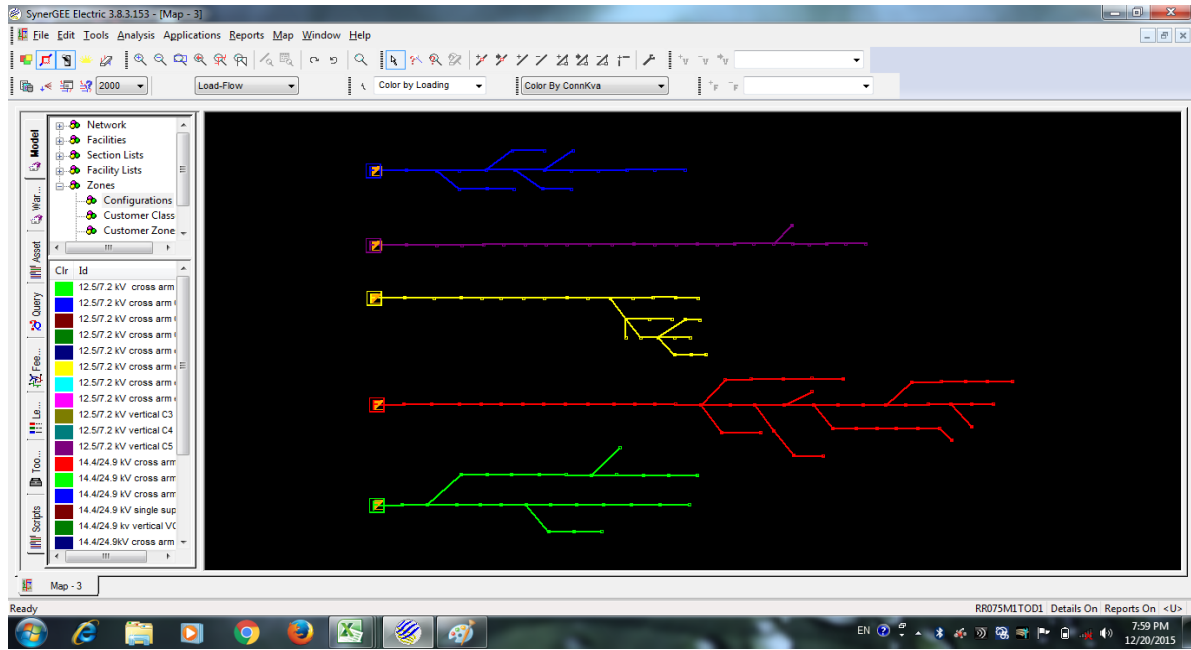 SynerGEE Electric 3.8.3.153 - [Map - 3]
File Edit Tools Analysis Applications Reports Map Window Help
2000 Load-Flow Color by Loading Color By ConnKva
Model
War...
Asset
Query
Fee...
Le...
Too...
Scripts
Network
Facilities
Section Lists
Facility Lists
Zones
Configurations
Customer Class
Customer Zone
Clr Id
12.5/7.2 kV cross arm
12.5/7.2 kV cross arm
12.5/7.2 kV cross arm
12.5/7.2 kV cross arm
12.5/7.2 kV cross arm
12.5/7.2 kV cross arm
12.5/7.2 kV cross arm
12.5/7.2 kV cross arm
12.5/7.2 kV vertical C3
12.5/7.2 kV vertical C4
12.5/7.2 kV vertical C5
14.4/24.9 kV cross arm
14.4/24.9 kV cross arm
14.4/24.9 kV cross arm
14.4/24.9 kV single sup
14.4/24.9 kv vertical VC
14.4/24.9kV cross arm
Map - 3
Ready RR075M1TOD1 Details On Reports On <U>
EN 7:59 PM
12/20/2015